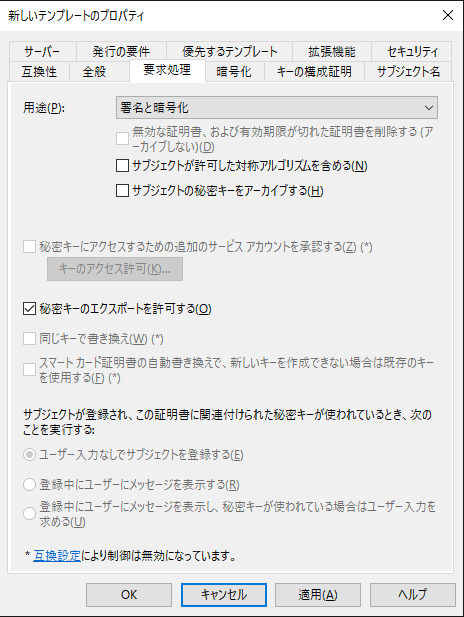 新しいテンプレートのプロパティ
サーバー 発行の要件 優先するテンプレート 拡張機能 セキュリティ
互換性 全般 要求処理 暗号化 キーの構成証明 サブジェクト名
用途(P): 署名と暗号化
無効な証明書、および有効期限が切れた証明書を削除する (ア
ーカイブしない)(D)
サブジェクトが許可した対称アルゴリズムを含める(N)
サブジェクトの秘密キーをアーカイブする(H)
秘密キーにアクセスするための追加のサービス アカウントを承認する(Z) (*)
キーのアクセス許可(K)...
秘密キーのエクスポートを許可する(O)
同じキーで書き換え(W) (*)
スマート カード証明書の自動書き換えで、新しいキーを作成できない場合は既存のキー
を使用する(F) (*)
サブジェクトが登録され、この証明書に関連付けられた秘密キーが使われているとき、次の
ことを実行する:
ユーザー入力なしでサブジェクトを登録する(E)
登録中にユーザーにメッセージを表示する(R)
登録中にユーザーにメッセージを表示し、秘密キーが使われている場合はユーザー入力を
求める(U)
* 互換設定により制御は無効になっています。
OK キャンセル 適用(A) ヘルプ